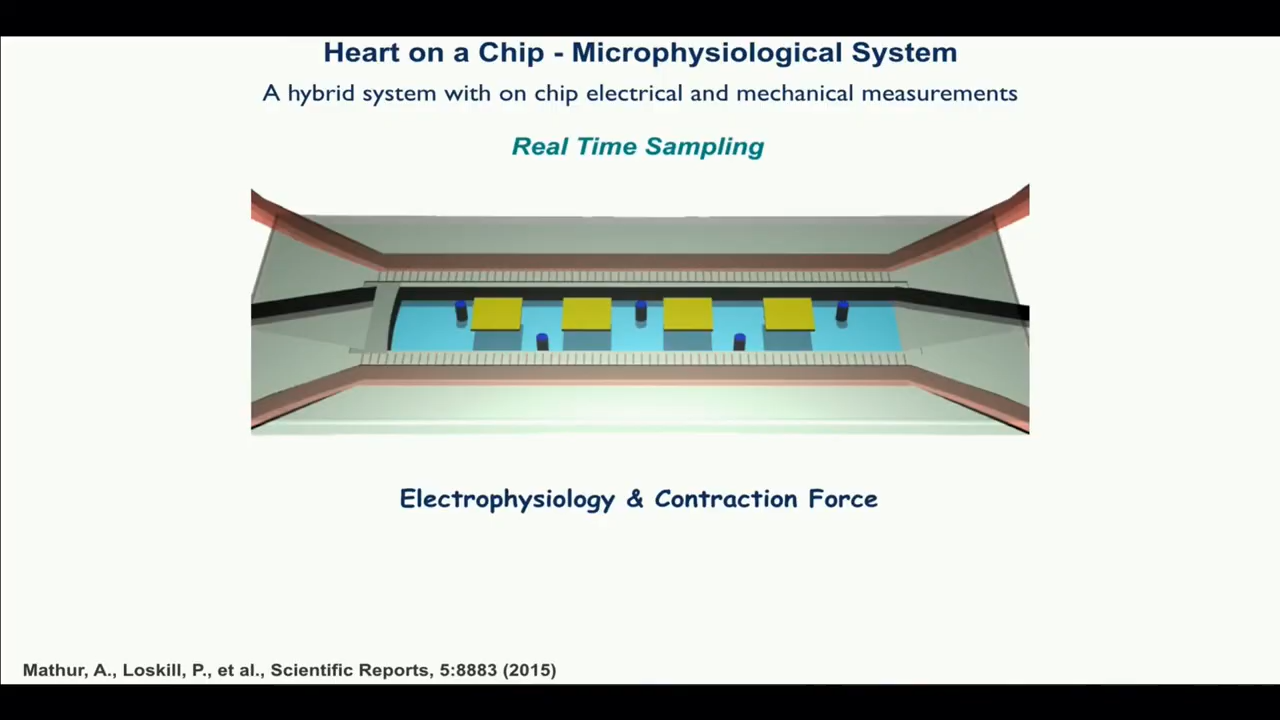 Heart on a Chip - Microphysiological System
A hybrid system with on chip electrical and mechanical measurements
Real Time Sampling
Electrophysiology & Contraction Force
Mathur, A., Loskill, P., et al., Scientific Reports, 5:8883 (2015)